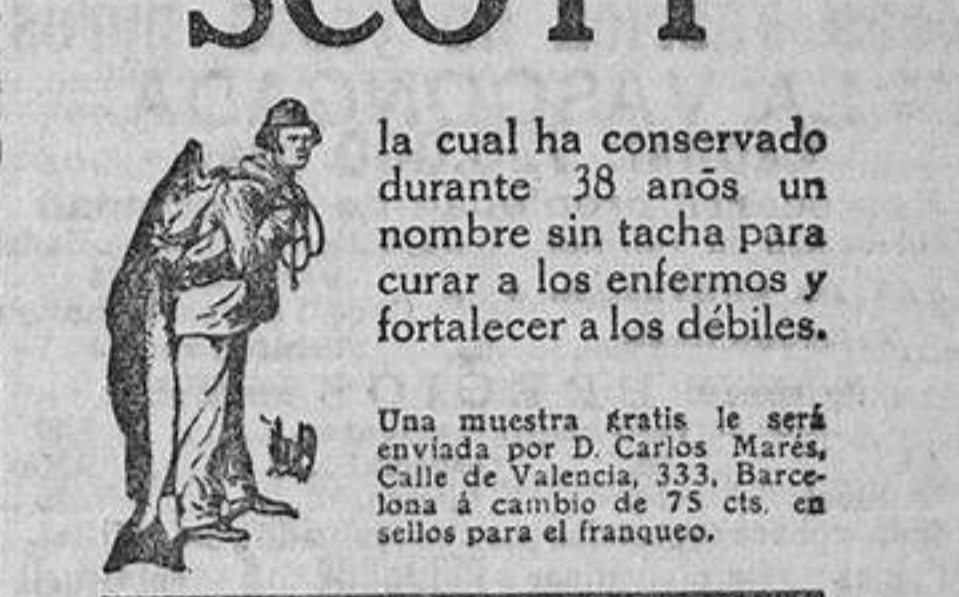 SCOTT
la cual ha conservado
durante 38 anōs un
nombre sin tacha para
curar a los enfermos y
fortalecer a los débiles.
Una muestra gratis le será
enviada por D. Carlos Marés,
Calle de Valencia, 333, Barce-
lona á cambio de 75 cts. en
sellos para el franqueo.